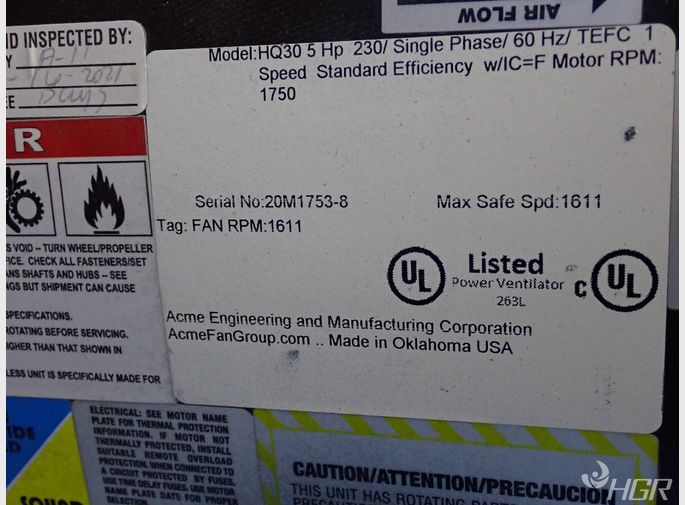 AIR FLOW
ND INSPECTED BY:
Model:HQ30 5 Hp 230/ Single Phase/ 60 Hz/ TEFC 1
Speed Standard Efficiency w/IC=F Motor RPM:
1750
R
Serial No:20M1753-8
Max Safe Spd:1611
Tag: FAN RPM:1611
S VOID -- TURN WHEEL/PROPELLER
FICE. CHECK ALL FASTENERS/SET
ANS SHAFTS AND HUBS -- SEE
NGS BUT SHIPMENT CAN CAUSE
SPECIFICATIONS.
ROTATING BEFORE SERVICING.
IGHER THAN THAT SHOWN IN
LESS UNIT IS SPECIFICALLY MADE FOR
UL
Listed
Power Ventilator
263L
C UL
Acme Engineering and Manufacturing Corporation
AcmeFanGroup.com .. Made in Oklahoma USA
ELECTRICAL: SEE MOTOR NAME
PLATE FOR THERMAL PROTECTION
INFORMATION. IF MOTOR NOT
THERMALLY PROTECTED, INSTALL
SUITABLE REMOTE OVERLOAD
PROTECTION. WHEN CONNECTED TO
A CIRCUIT PROTECTED BY FUSES.
USE TIME DELAY FUSES. USE MOTOR
NAME PLATE DATE FOR PROPER
SELECTION.
CAUTION/ATTENTION/PRECAUCION
THIS UNIT HAS ROTATING
HGR